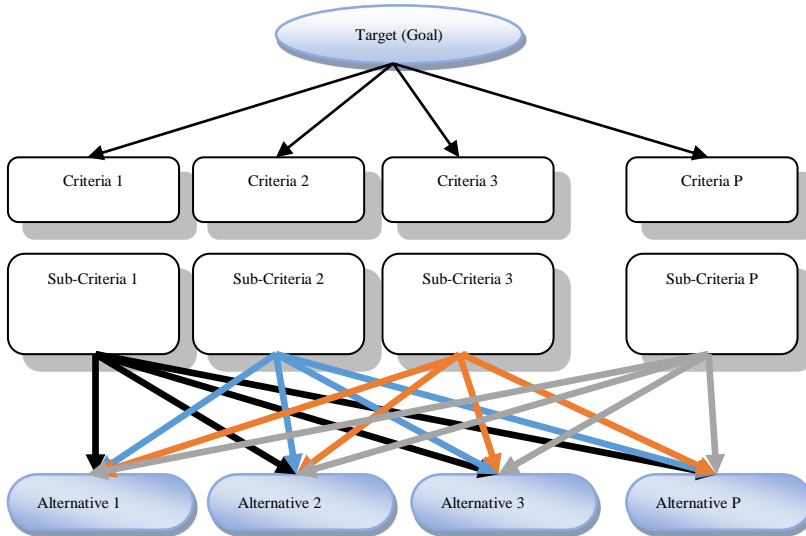 Target (Goal)
Criteria 1
Criteria 2
Criteria 3
Criteria P
Sub-Criteria 1
Sub-Criteria 2
Sub-Criteria 3
Sub-Criteria P
Alternative 1
Alternative 2
Alternative 3
Alternative P